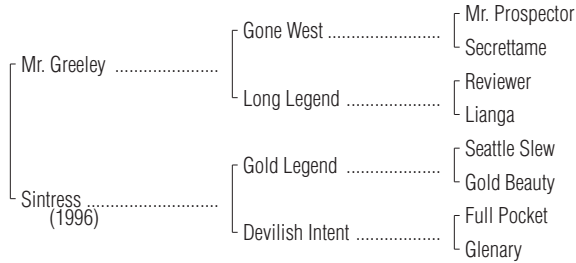 Mr. Prospector
Gone West ......................
Secrettame
Mr. Greeley .....................
Reviewer
Long Legend ..................
Lianga
Seattle Slew
Gold Legend ..................
Gold Beauty
Sintress ..........................
(1996)
Full Pocket
Devilish Intent ................
Glenary